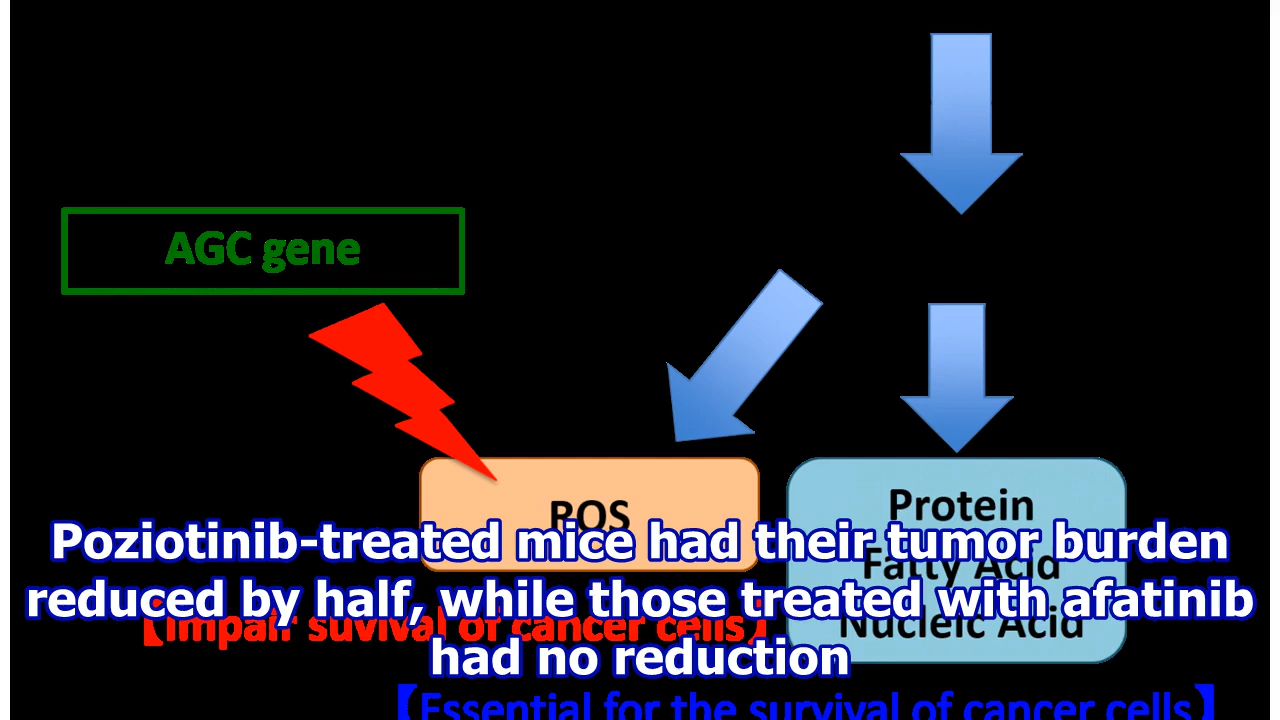 AGC gene
ROS
Protein
Fatty Acid
Nucleic Acid
【Impair suvival of cancer cells】
【Essential for the survival of cancer cells】
Poziotinib-treated mice had their tumor burden
reduced by half, while those treated with afatinib
had no reduction